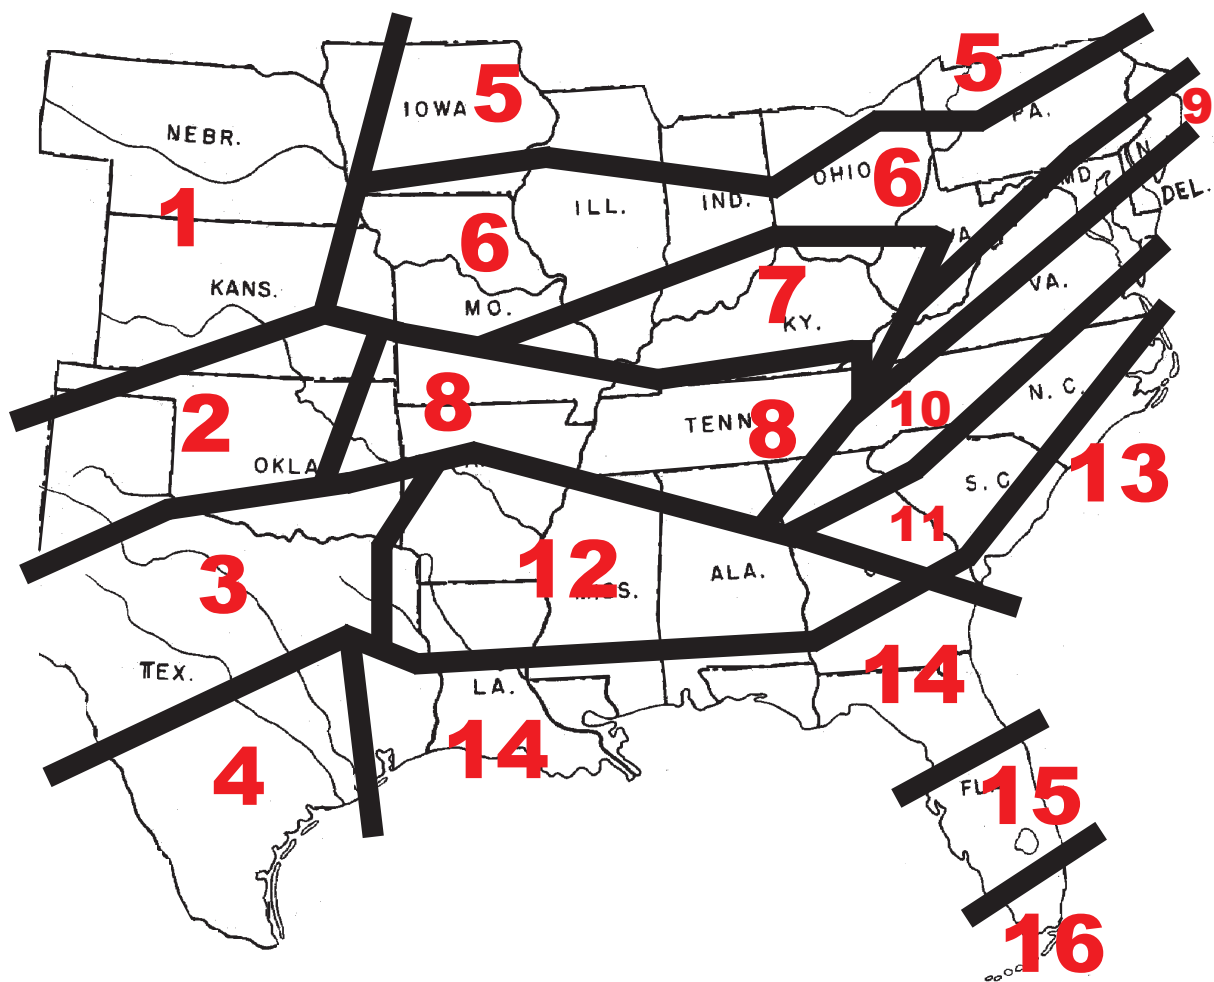 5
IOWA 5
NEBR.
PA.
9
OHIO 6
MD.
N.
DEL.
1
ILL.
IND.
6
KANS.
MO.
7
KY.
VA.
2
8
TENN
8
10
N. C.
OKLA
S. C
13
11
3
12
ALA.
TEX.
LA.
14
14
4
15
16